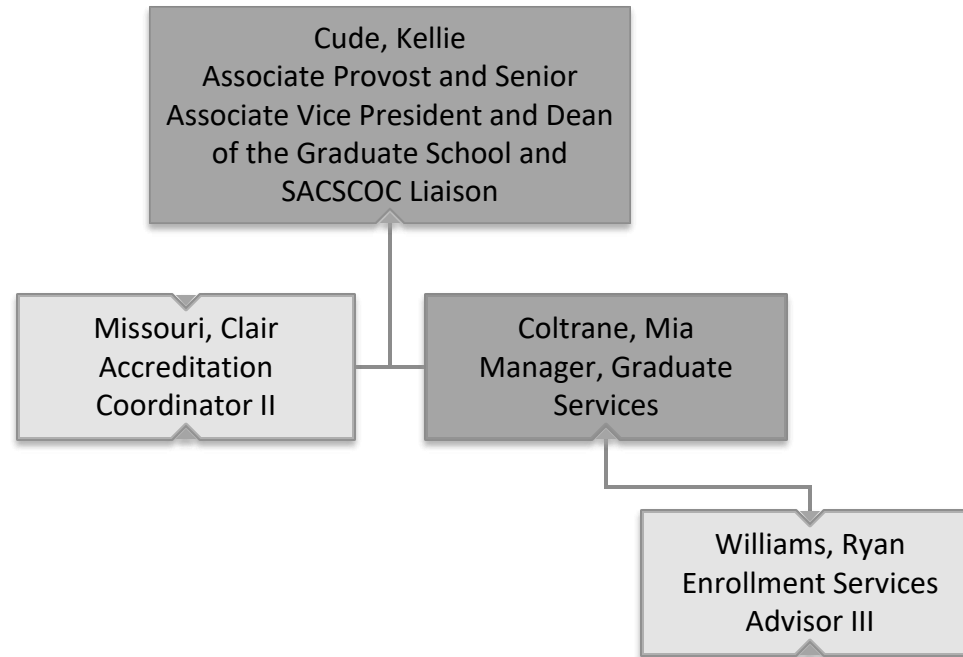 Cude, Kellie
Associate Provost and Senior
Associate Vice President and Dean
of the Graduate School and
SACSCOC Liaison
Missouri, Clair
Accreditation
Coordinator II
Coltrane, Mia
Manager, Graduate
Services
Williams, Ryan
Enrollment Services
Advisor III